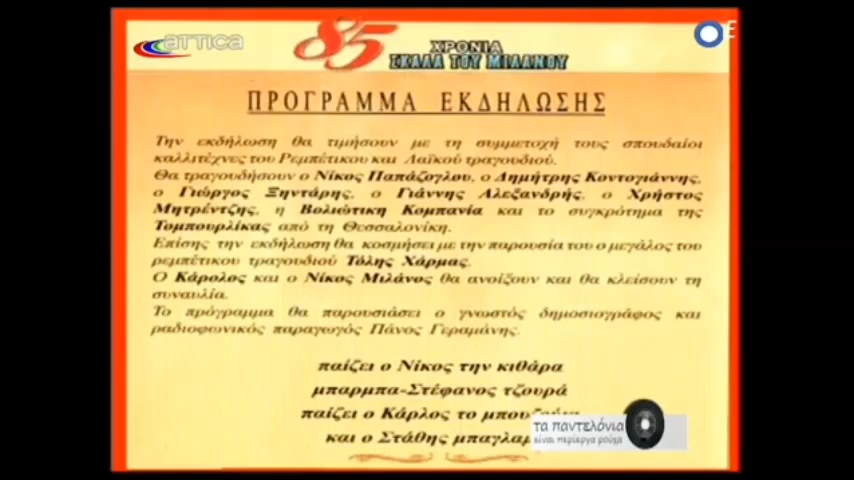 ATTICA
E
85
ΧΡΟΝΙΑ
ΣΚΑΛΑ ΤΟΥ ΜΙΛΑΝΟΥ
ΠΡΟΓΡΑΜΜΑ ΕΚΔΗΛΩΣΗΣ
Την εκδήλωση θα τιμήσουν με τη συμμετοχή τους σπουδαίοι
καλλιτέχνες του Ρεμπέτικου και Λαϊκού τραγουδιού.
Θα τραγουδήσουν ο Νίκος Παπάζογλου, ο Δημήτρης Κοντογιάννης,
ο Γιώργος Ξηντάρης, ο Γιάννης Αλεξανδρής, ο Χρήστος
Μητρέντζης, η Βολιώτικη Κομπανία και το συγκρότημα της
Τομπουρλίκας από τη Θεσσαλονίκη.
Επίσης την εκδήλωση θα κοσμήσει με την παρουσία του ο μεγάλος του
ρεμπέτικου τραγουδιού Τόλης Χάρμας.
Ο Κάρολος και ο Νίκος Μιλάνος θα ανοίξουν και θα κλείσουν τη
συναυλία.
Το πρόγραμμα θα παρουσιάσει ο γνωστός δημοσιογράφος και
ραδιοφωνικός παραγωγός Πάνος Γεραμάνης.
παίζει ο Νίκος την κιθάρα
μπαρμπα-Στέφανος τζουρά
παίζει ο Κάρλος το
και ο Στάθης
τα παντελόνια
είναι περίεργα ρούχα